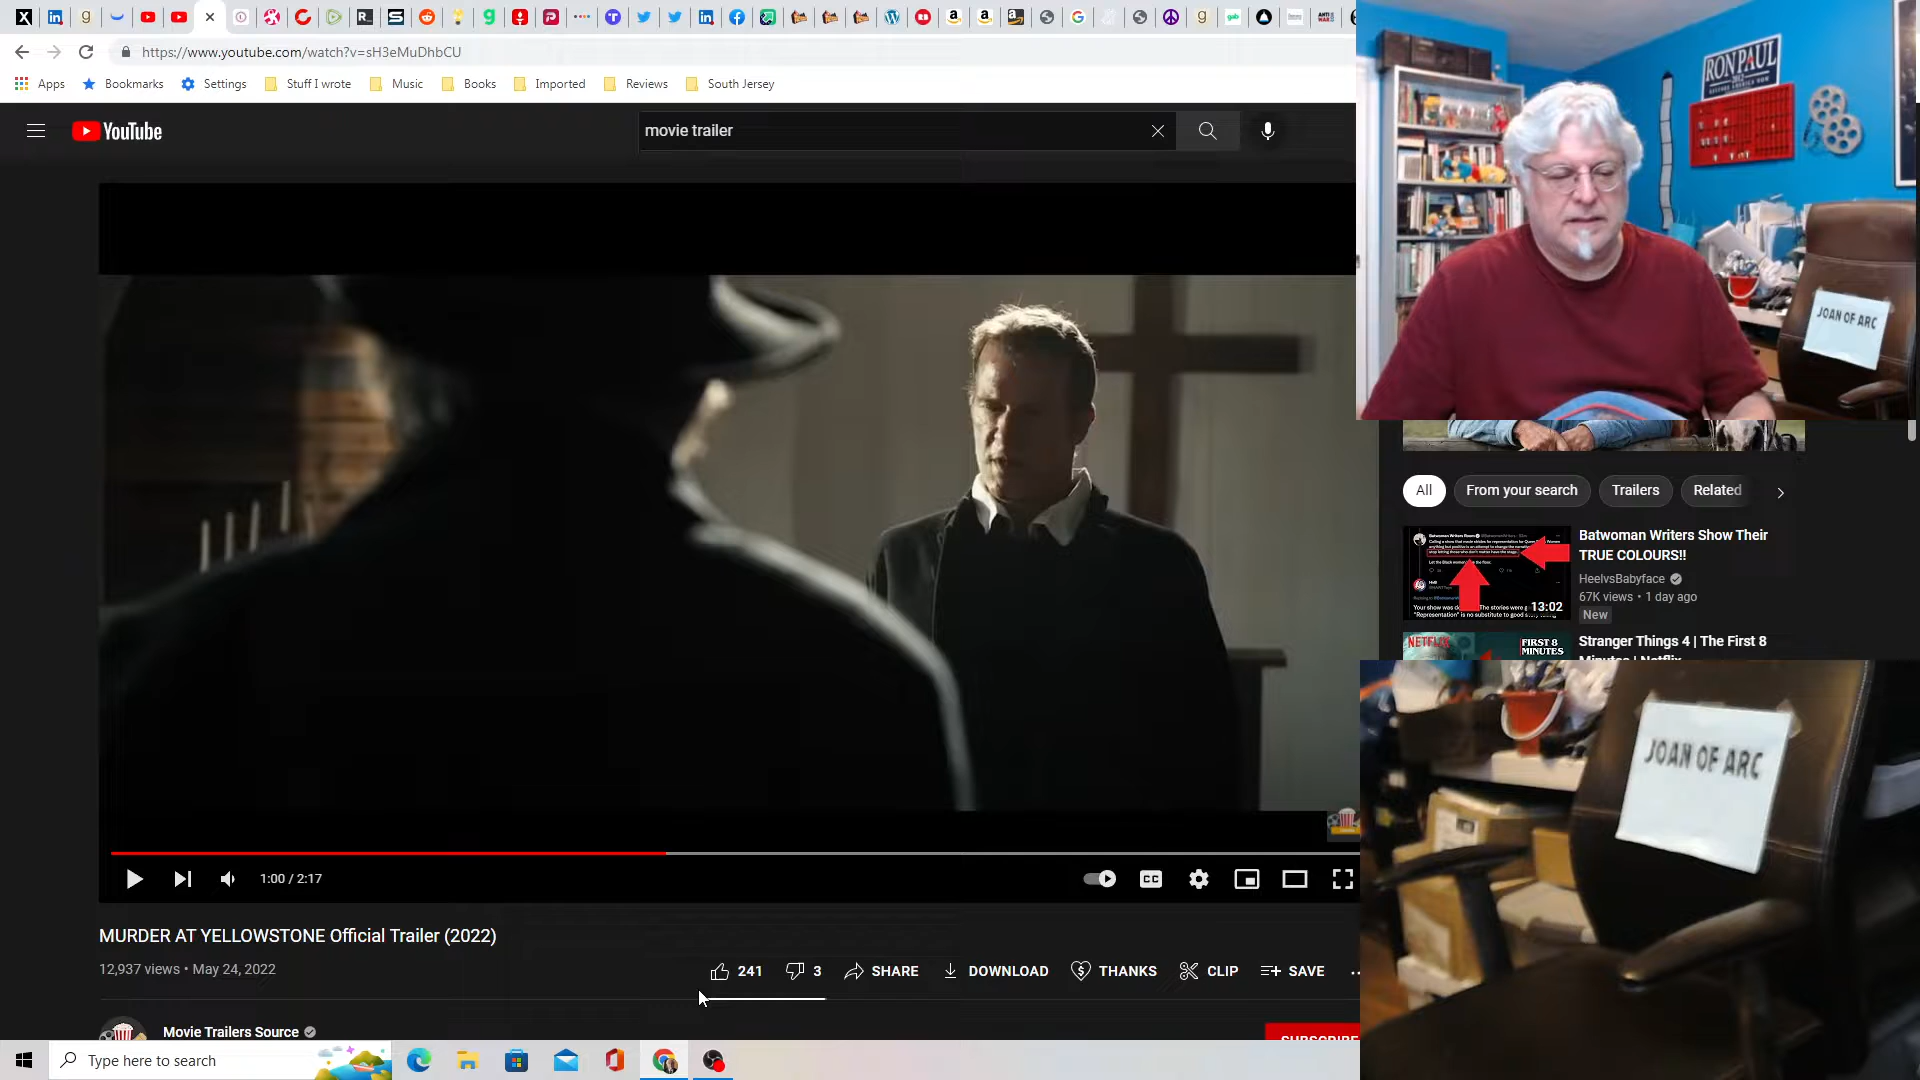 https://www.youtube.com/watch?v=sH3eMuDhbCU
Apps
Bookmarks
Settings
Stuff I wrote
Music
Books
Imported
Reviews
South Jersey
YouTube
movie trailer
RON PAUL
JOAN OF ARC
1:00 / 2:17
CC
MURDER AT YELLOWSTONE Official Trailer (2022)
12,937 views • May 24, 2022
241
3
SHARE
DOWNLOAD
THANKS
CLIP
SAVE
Movie Trailers Source
All
From your search
Trailers
Related
Batwoman Writers Show Their
TRUE COLOURS!!
HeelvsBabyface
67K views • 1 day ago
New
13:02
NETFLIX
FIRST 8
MINUTES
Stranger Things 4 | The First 8
JOAN OF ARC
Type here to search